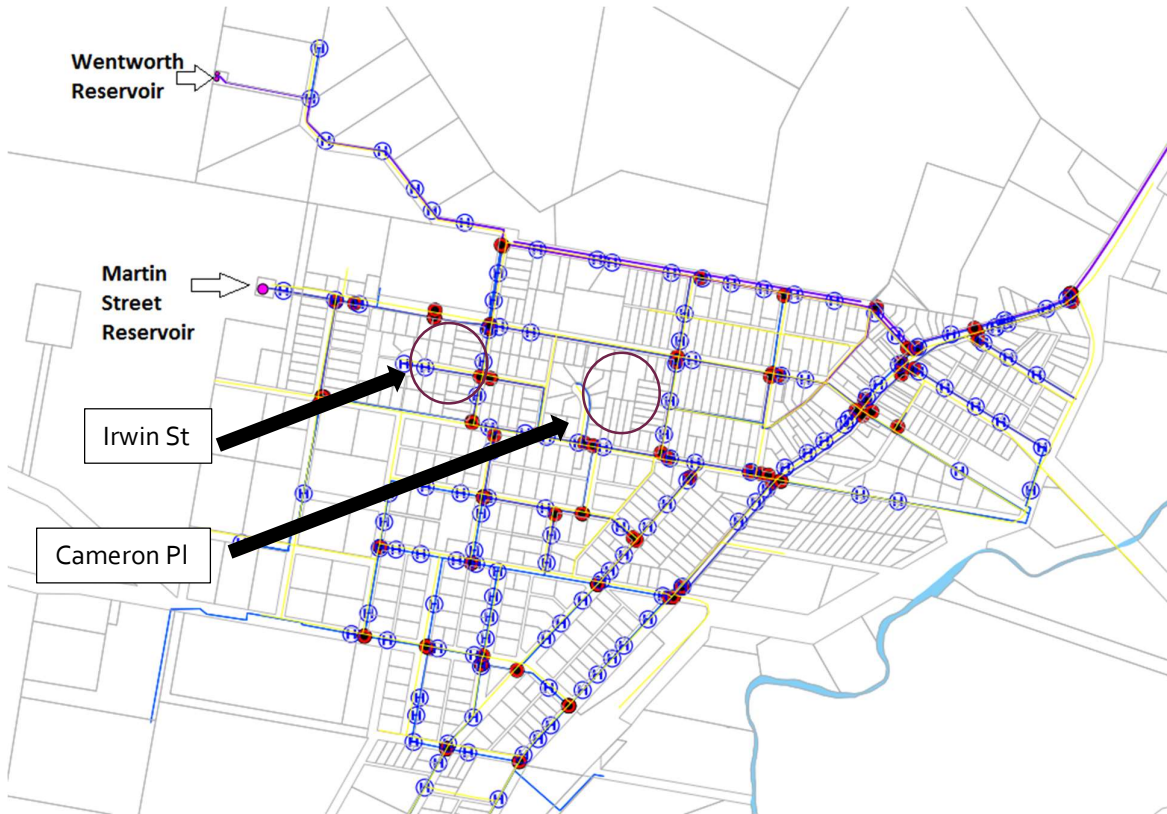 Wentworth
Reservoir
Martin
Street
Reservoir
Irwin St
Cameron Pl